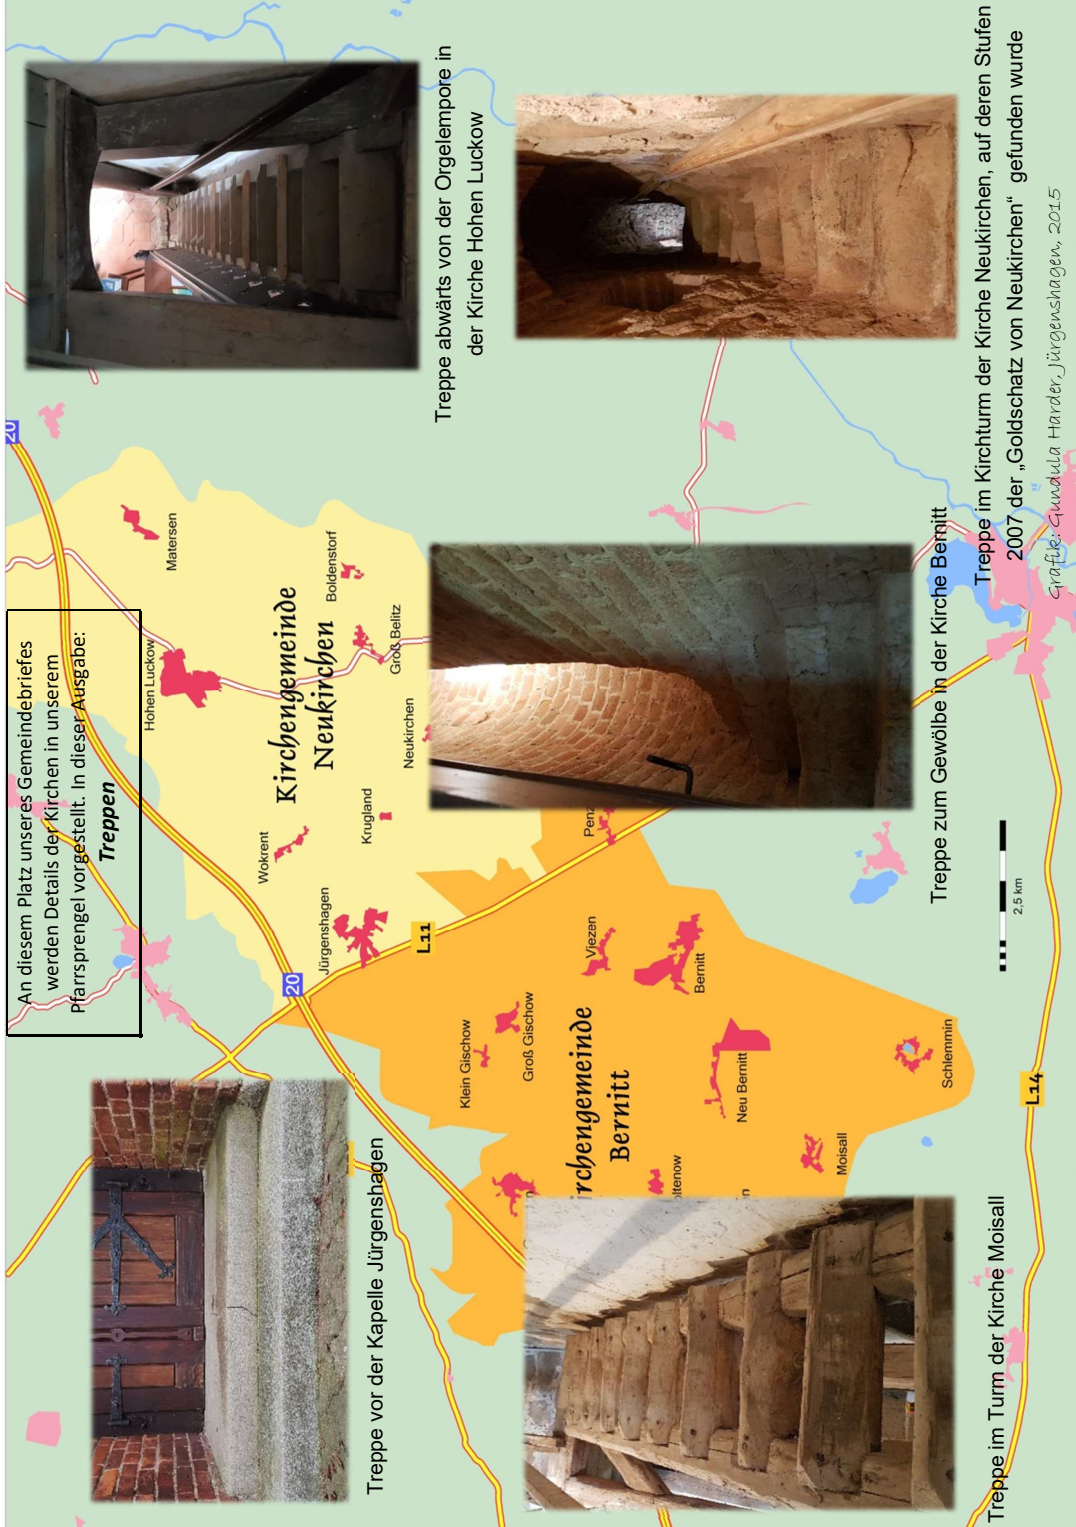 An diesem Platz unseres Gemeindebriefes
werden Details der Kirchen in unserem
Pfarrsprengel vorgestellt. In dieser Ausgabe:
Treppen
Treppe vor der Kapelle Jürgenshagen
Treppe abwärts von der Orgelempore in
der Kirche Hohen Luckow
20
20
L11
L14
Matersen
Hohen Luckow
Boldenstorf
Groß Belitz
Kirchengemeinde
Neukirchen
Neukirchen
Krugland
Wokrent
Jürgenshagen
Penz
Viezen
Bernitt
Klein Gischow
Groß Gischow
irchengemeinde
Bernitt
Neu Bernitt
Schlemmin
Moisall
oltenow
en
n
2,5 km
Treppe im Turm der Kirche Moisall
Treppe zum Gewölbe in der Kirche Bernitt
Treppe im Kirchturm der Kirche Neukirchen, auf deren Stufen
2007 der „Goldschatz von Neukirchen“ gefunden wurde
Grafik: Gundula Harder, Jürgenshagen, 2015